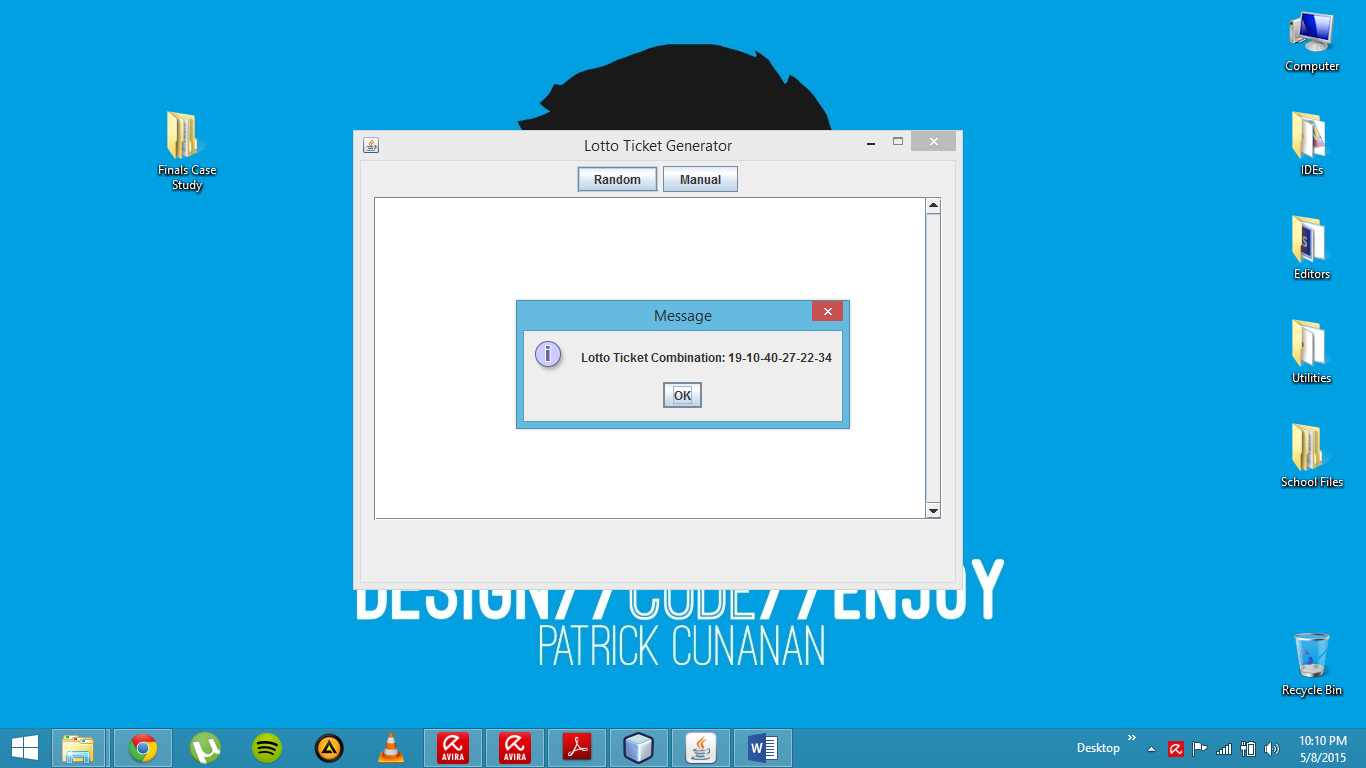 Computer
Finals Case
Study
IDEs
Editors
Utilities
School Files
Recycle Bin
Lotto Ticket Generator
Random
Manual
Message
Lotto Ticket Combination: 19-10-40-27-22-34
OK
DESIGN//CODE//ENJOY
PATRICK CUNANAN
AVIRA
AVIRA
Desktop
10:10 PM
5/8/2015